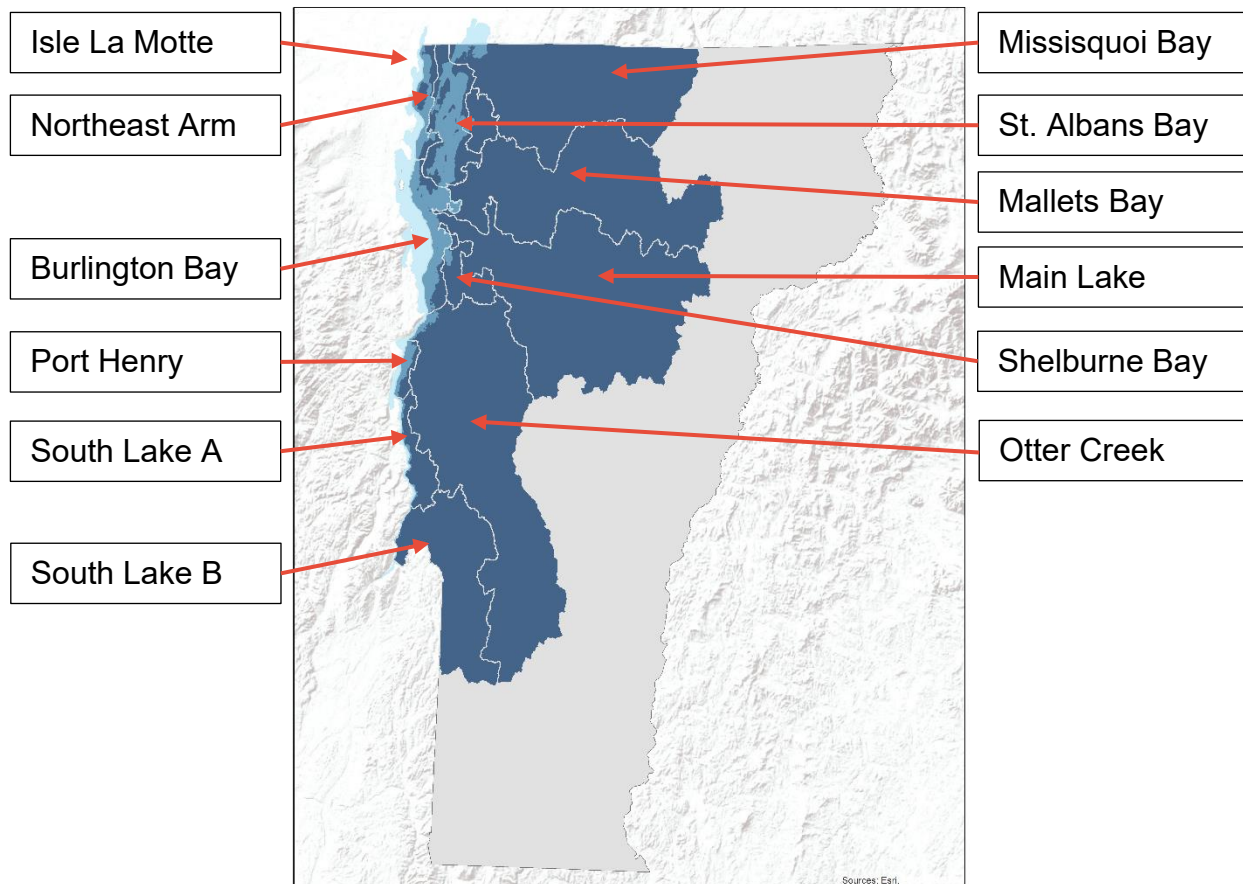 Isle La Motte
Northeast Arm
Burlington Bay
Port Henry
South Lake A
South Lake B
Missisquoi Bay
St. Albans Bay
Mallets Bay
Main Lake
Shelburne Bay
Otter Creek
Sources: Esri,